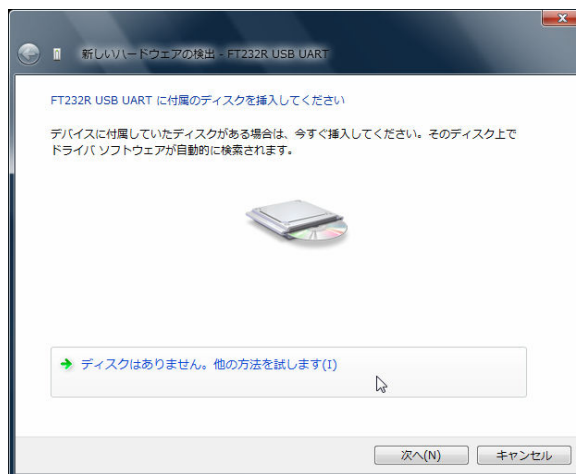 新しいハードウェアの検出 - FT232R USB UART
FT232R USB UART に付属のディスクを挿入してください
デバイスに付属していたディスクがある場合は、今すぐ挿入してください。そのディスク上で
ドライバ ソフトウェアが自動的に検索されます。
ディスクはありません。他の方法を試します(I)
次へ(N)
キャンセル